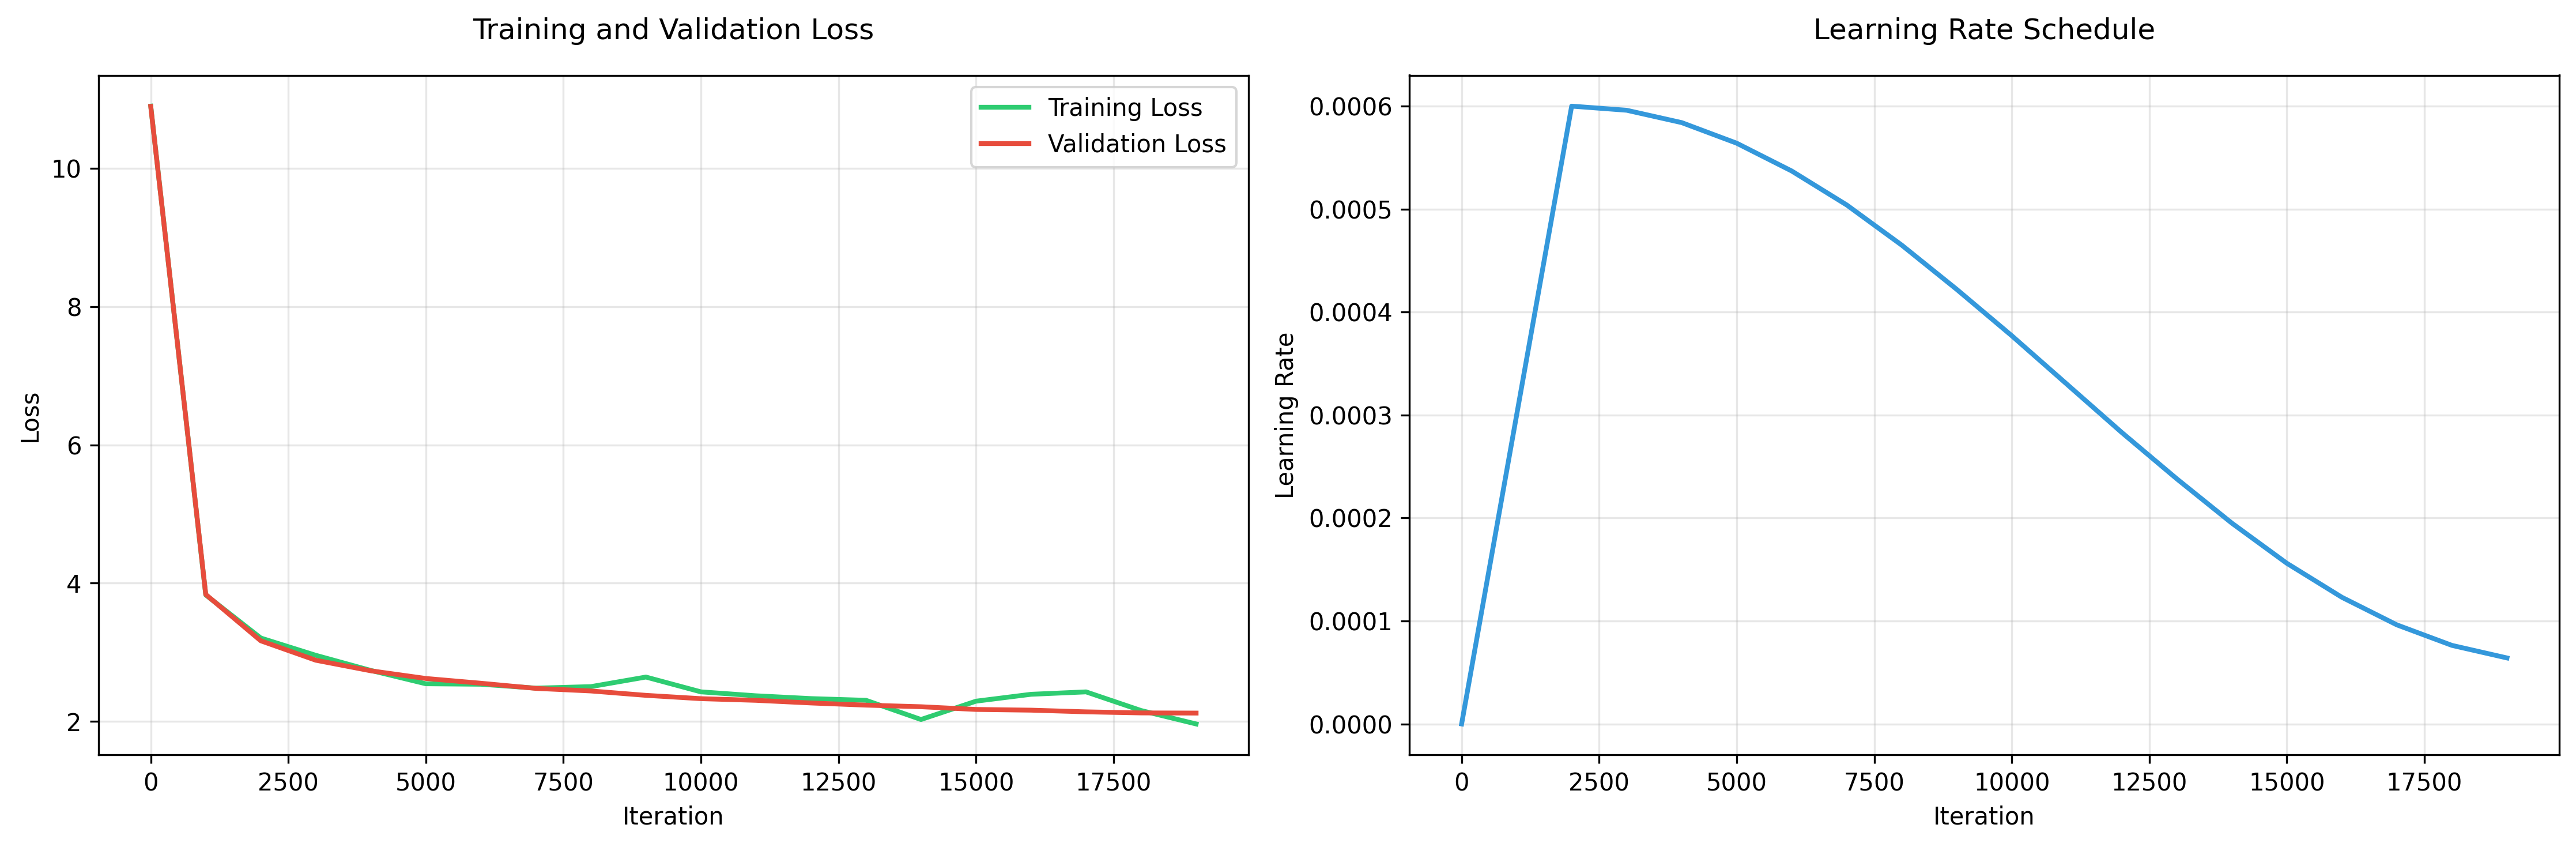 Training and Validation Loss
Loss
10
8
6
4
2
Training Loss
Validation Loss
0 2500 5000 7500 10000 12500 15000 17500
Iteration
Learning Rate Schedule
Learning Rate
0.0006
0.0005
0.0004
0.0003
0.0002
0.0001
0.0000
0 2500 5000 7500 10000 12500 15000 17500
Iteration